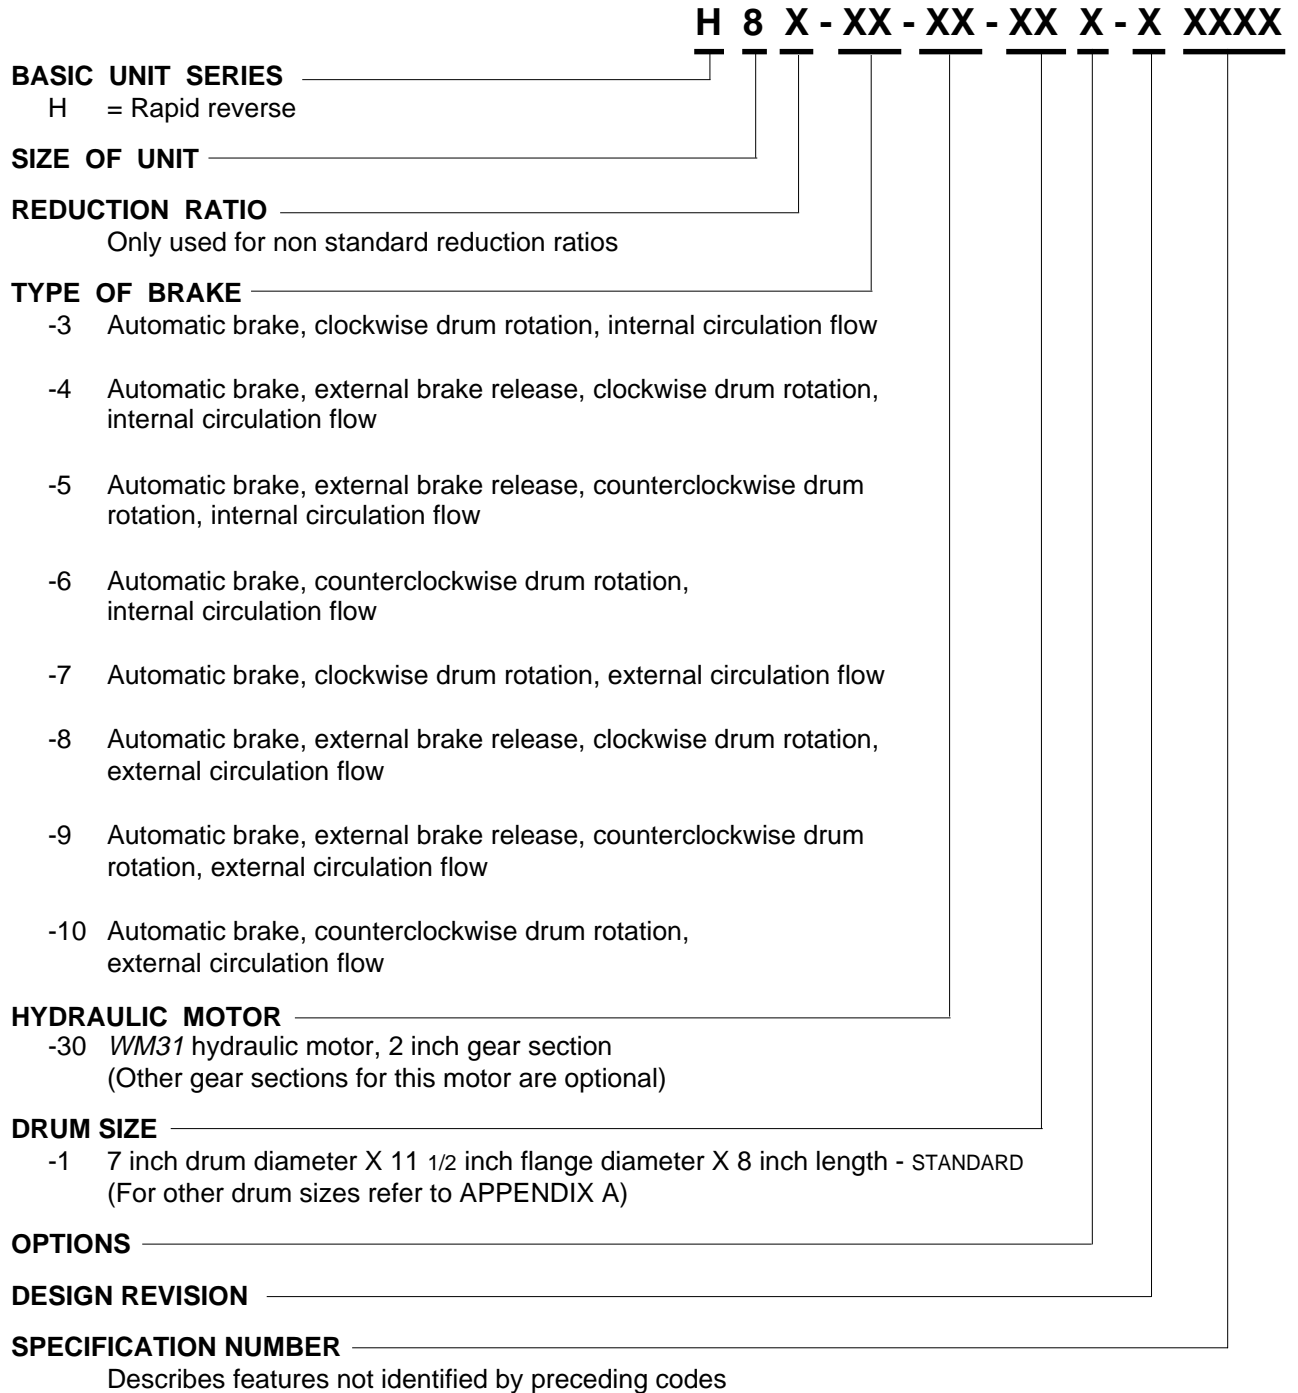 H 8 X - XX - XX - XX X - X XXXX
BASIC UNIT SERIES
H = Rapid reverse
SIZE OF UNIT
REDUCTION RATIO
Only used for non standard reduction ratios
TYPE OF BRAKE
-3 Automatic brake, clockwise drum rotation, internal circulation flow
-4 Automatic brake, external brake release, clockwise drum rotation,
internal circulation flow
-5 Automatic brake, external brake release, counterclockwise drum
rotation, internal circulation flow
-6 Automatic brake, counterclockwise drum rotation,
internal circulation flow
-7 Automatic brake, clockwise drum rotation, external circulation flow
-8 Automatic brake, external brake release, clockwise drum rotation,
external circulation flow
-9 Automatic brake, external brake release, counterclockwise drum
rotation, external circulation flow
-10 Automatic brake, counterclockwise drum rotation,
external circulation flow
HYDRAULIC MOTOR
-30 WM31 hydraulic motor, 2 inch gear section
(Other gear sections for this motor are optional)
DRUM SIZE
-1 7 inch drum diameter X 11 1/2 inch flange diameter X 8 inch length - STANDARD
(For other drum sizes refer to APPENDIX A)
OPTIONS
DESIGN REVISION
SPECIFICATION NUMBER
Describes features not identified by preceding codes